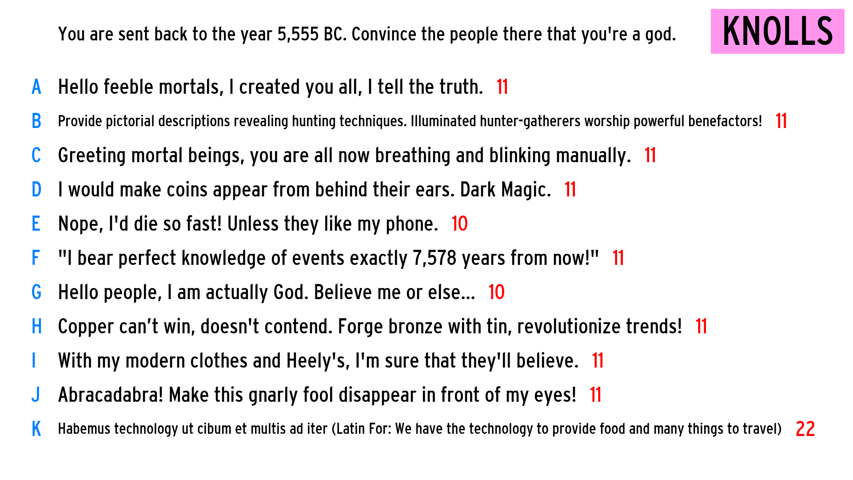 You are sent back to the year 5,555 BC. Convince the people there that you're a god.
KNOLLS
A Hello feeble mortals, I created you all, I tell the truth. 11
B Provide pictorial descriptions revealing hunting techniques. Illuminated hunter-gatherers worship powerful benefactors! 11
C Greeting mortal beings, you are all now breathing and blinking manually. 11
D I would make coins appear from behind their ears. Dark Magic. 11
E Nope, I'd die so fast! Unless they like my phone. 10
F "I bear perfect knowledge of events exactly 7,578 years from now!" 11
G Hello people, I am actually God. Believe me or else... 10
H Copper can’t win, doesn't contend. Forge bronze with tin, revolutionize trends! 11
I With my modern clothes and Heely's, I'm sure that they'll believe. 11
J Abracadabra! Make this gnarly fool disappear in front of my eyes! 11
K Habemus technology ut cibum et multis ad iter (Latin For: We have the technology to provide food and many things to travel) 22